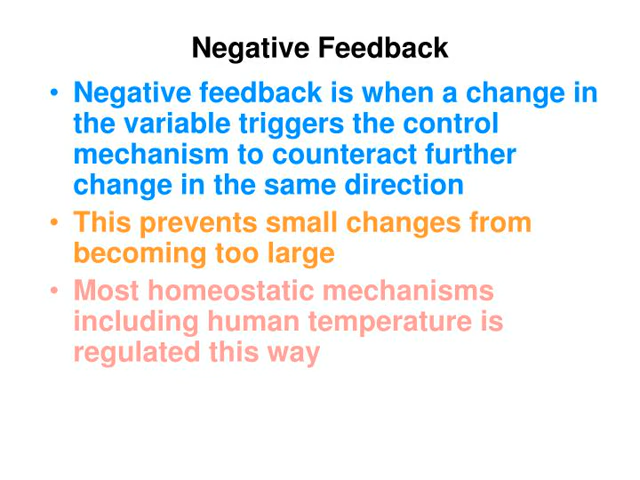 Negative Feedback
• Negative feedback is when a change in
the variable triggers the control
mechanism to counteract further
change in the same direction
• This prevents small changes from
becoming too large
• Most homeostatic mechanisms
including human temperature is
regulated this way